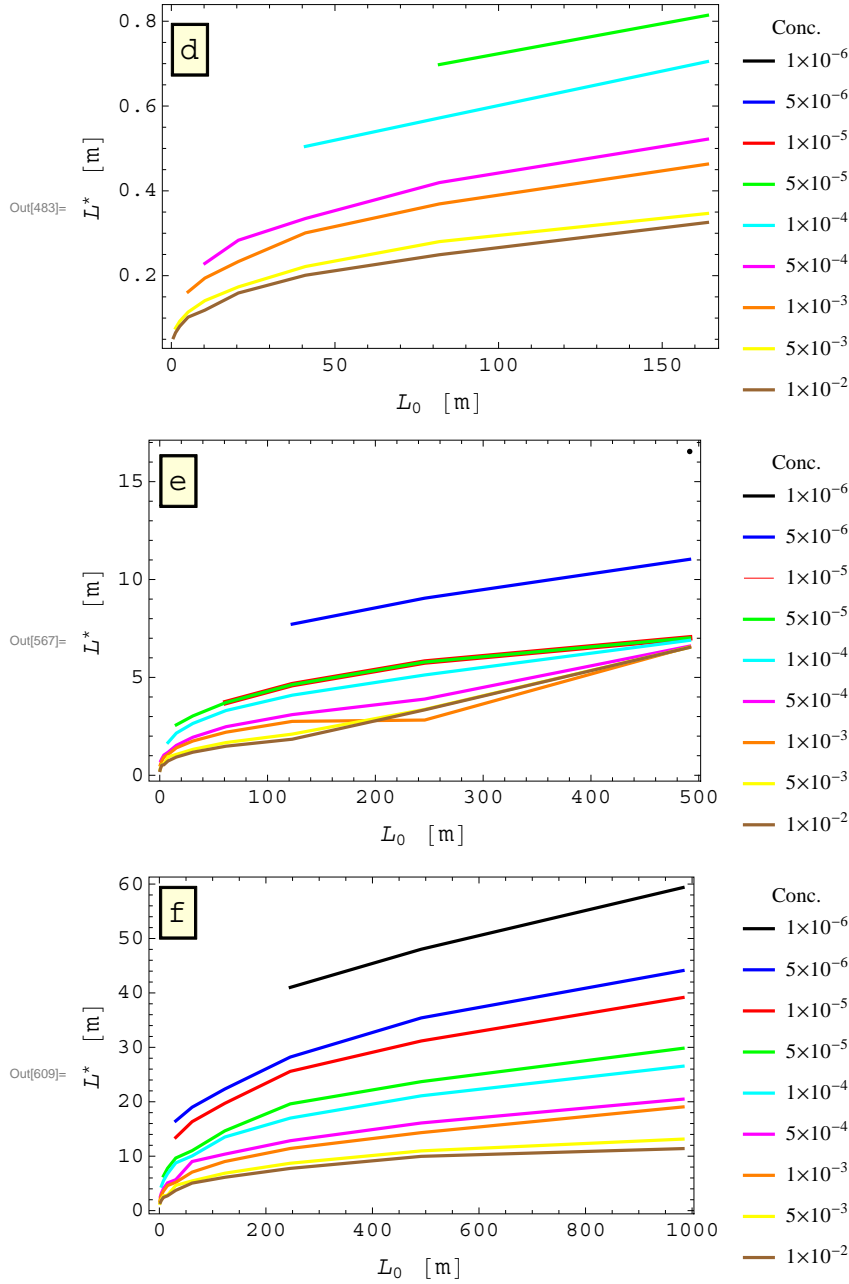 d
0.8
0.6
0.4
0.2
L* [m]
Out[483]=
0 50 100 150
L₀ [m]
Conc.
1×10⁻⁶
5×10⁻⁶
1×10⁻⁵
5×10⁻⁵
1×10⁻⁴
5×10⁻⁴
1×10⁻³
5×10⁻³
1×10⁻²
e
15
10
5
0
L* [m]
Out[567]=
0 100 200 300 400 500
L₀ [m]
Conc.
1×10⁻⁶
5×10⁻⁶
1×10⁻⁵
5×10⁻⁵
1×10⁻⁴
5×10⁻⁴
1×10⁻³
5×10⁻³
1×10⁻²
f
60
50
40
30
20
10
0
L* [m]
Out[609]=
0 200 400 600 800 1000
L₀ [m]
Conc.
1×10⁻⁶
5×10⁻⁶
1×10⁻⁵
5×10⁻⁵
1×10⁻⁴
5×10⁻⁴
1×10⁻³
5×10⁻³
1×10⁻²